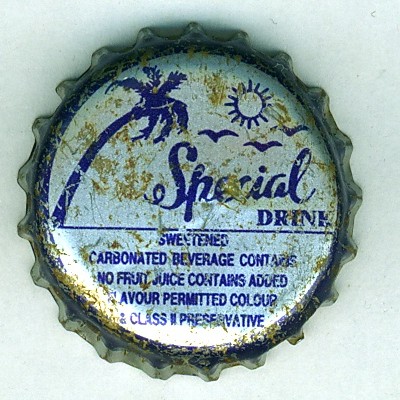 Special
DRINK
SWEETENED
CARBONATED BEVERAGE CONTAINS
NO FRUIT JUICE CONTAINS ADDED
FLAVOUR PERMITTED COLOUR
& CLASS II PRESERVATIVE